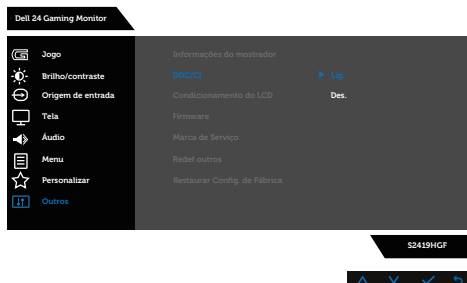 Dell 24 Gaming Monitor
Jogo
Informações do mostrador
Brilho/contraste
DDC/CI
Lig.
Origem de entrada
Condicionamento do LCD
Des.
Tela
Firmware
Áudio
Marca de Serviço
Menu
Redef outros
Personalizar
Restaurar Config. de Fábrica
Outros
S2419HGF